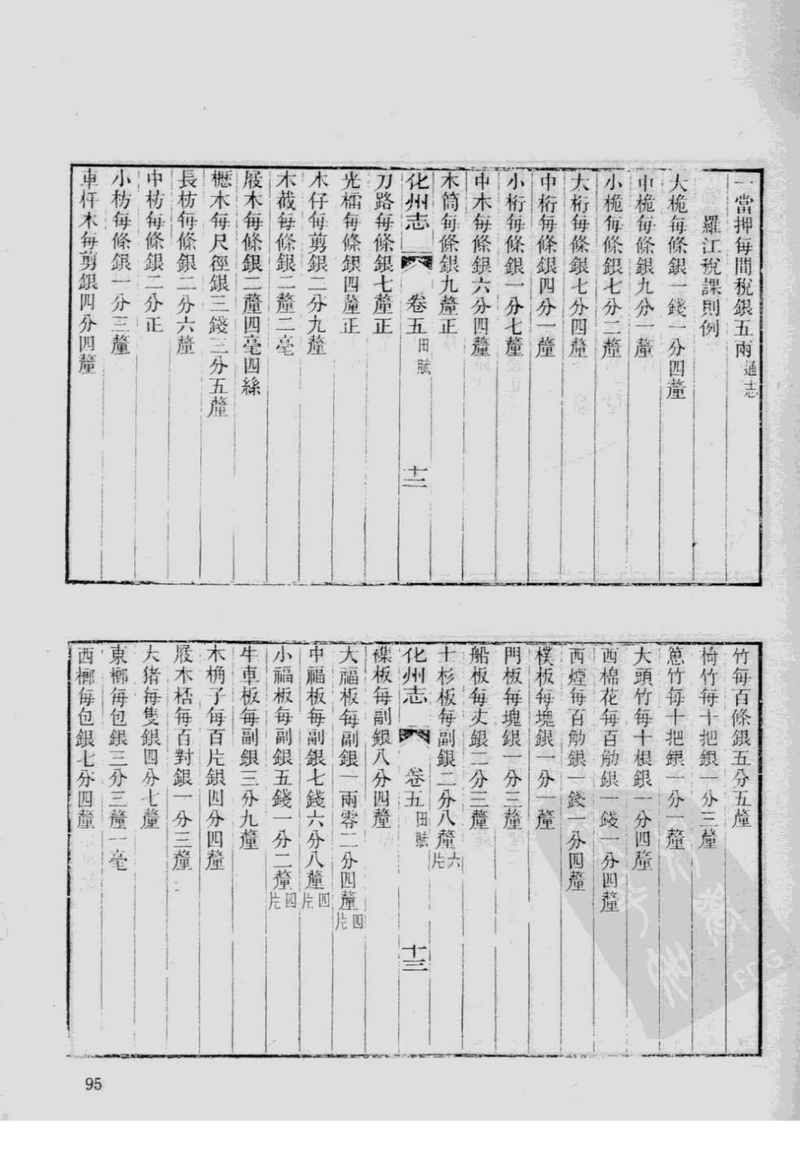 一當押每間稅銀五兩通志
羅江稅課則例
大桅每條銀一錢一分四釐
中桅每條銀九分一釐
小桅每條銀七分二釐
大桁每條銀七分四釐
中桁每條銀四分一釐
小桁每條銀一分七釐
中木每條銀六分四釐
木筒每條銀九釐正
化州志 卷五田賦 十二
刀路每條銀七釐正
光檽每條銀四釐正
木仔每剪銀二分九釐
木截每條銀二釐二毫
屐木每條銀二釐四毫四絲
樬木每尺徑銀三錢三分五釐
長枋每條銀二分六釐
中枋每條銀二分正
小枋每條銀一分三釐
車杆木每剪銀四分四釐
竹每百條銀五分五釐
椅竹每十把銀一分三釐
蔥竹每十把銀一分一釐
大頭竹每十根銀一分四釐
西棉花每百觔銀一錢一分四釐
西煙每百觔銀一錢一分四釐
樸板每塊銀一分一釐
門板每塊銀一分三釐
船板每丈銀二分三釐
十杉板每副銀二分八釐六片
化州志 卷五田賦 十三
襍板每副銀八分四釐
大福板每副銀一兩零二分四釐四片
中福板每副銀七錢六分八釐四片
小福板每副銀五錢一分二釐四片
牛車板每副銀三分九釐
木桷子每百片銀四分四釐
屐木桰每百對銀一分三釐
大猪每隻銀四分七釐
東榔每包銀三分三釐一毫
西榔每包銀七分四釐
95